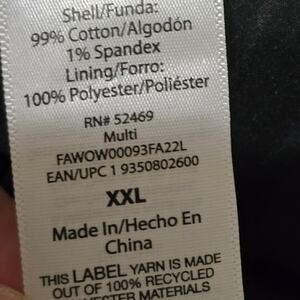 Shell/Funda:
99% Cotton/Algodón
1% Spandex
Lining/Forro:
100% Polyester/Poliéster
RN# 52469
Multi
FAWOW00093FA22L
EAN/UPC 1 9350802600
XXL
Made In/Hecho En
China
THIS LABEL YARN IS MADE
OUT OF 100% RECYCLED
MATERIALS